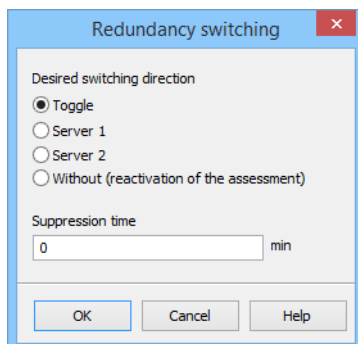 Redundancy switching
Desired switching direction
Toggle
Server 1
Server 2
Without (reactivation of the assessment)
Suppression time
0 min
OK Cancel Help